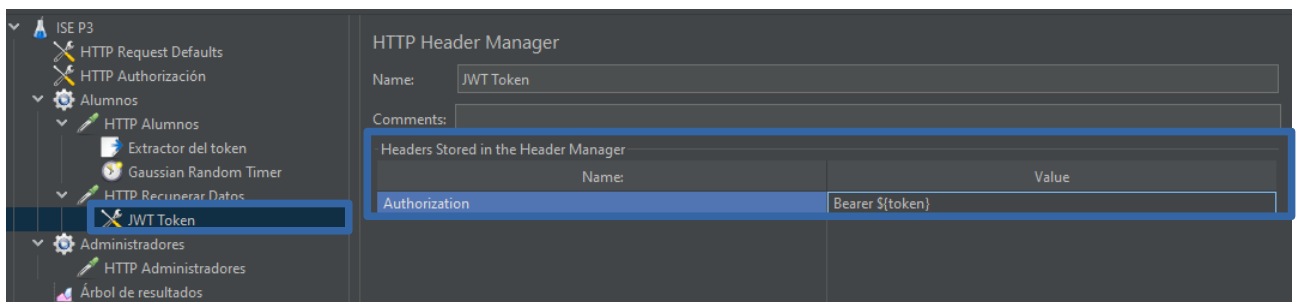 ISE P3
HTTP Request Defaults
HTTP Authorización
Alumnos
HTTP Alumnos
Extractor del token
Gaussian Random Timer
HTTP Recuperar Datos
JWT Token
Administradores
HTTP Administradores
Árbol de resultados
HTTP Header Manager
Name: JWT Token
Comments:
Headers Stored in the Header Manager
Name: Value
Authorization Bearer ${token}